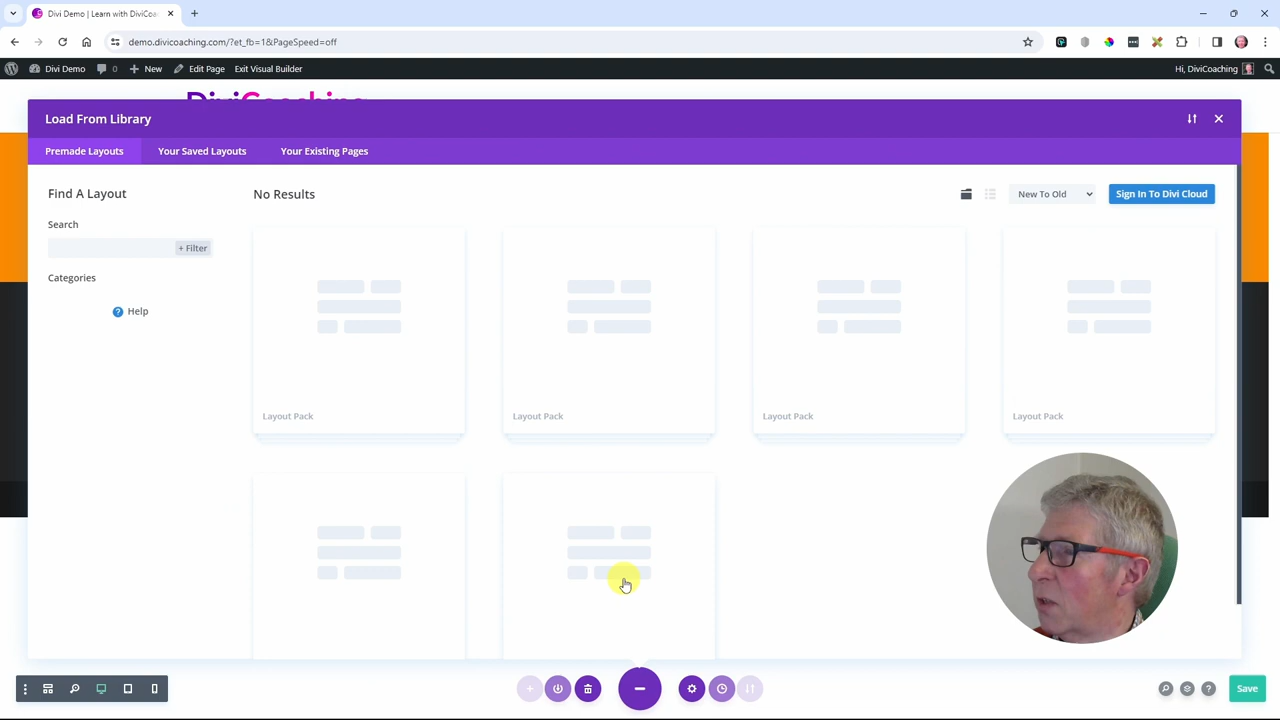 Divi Demo | Learn with DiviCoac
demo.divicoaching.com/?et_fb=1&PageSpeed=off
Divi Demo
0
New
Edit Page
Exit Visual Builder
Hi, DiviCoaching
DiviCoaching
Load From Library
Premade Layouts
Your Saved Layouts
Your Existing Pages
Find A Layout
No Results
New To Old
Sign In To Divi Cloud
Search
+ Filter
Categories
? Help
Layout Pack
Layout Pack
Layout Pack
Layout Pack
Save